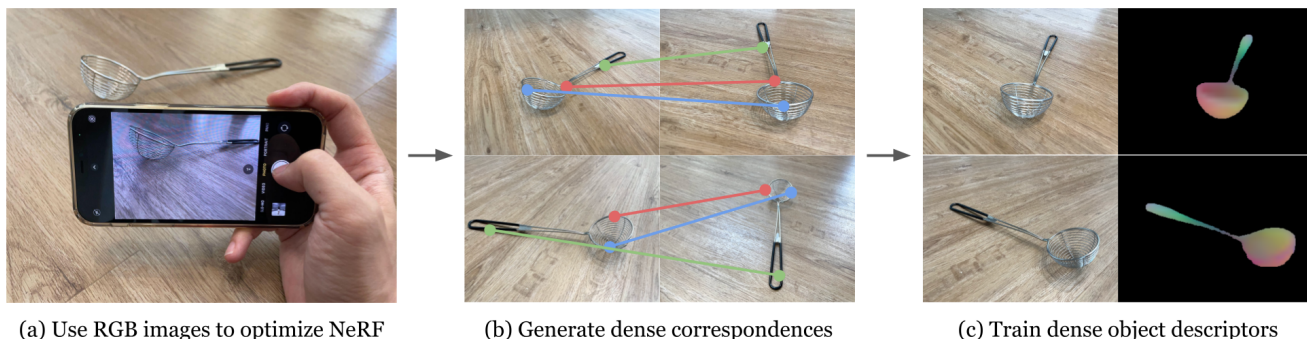 (a) Use RGB images to optimize NeRF
(b) Generate dense correspondences
(c) Train dense object descriptors